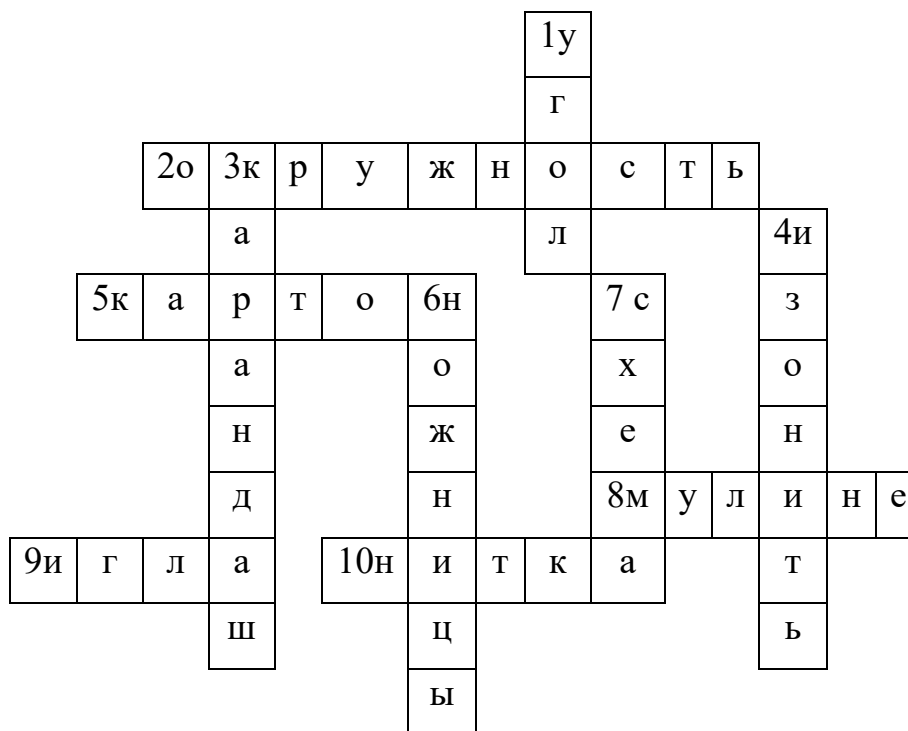 1у
г
2о 3к р у ж н о с т ь
а л 4и
5к а р т о 6н 7 с з
а о х о
н ж е н
д н 8м у л и н е
9и г л а 10н и т к а т
ш ц ь
ы